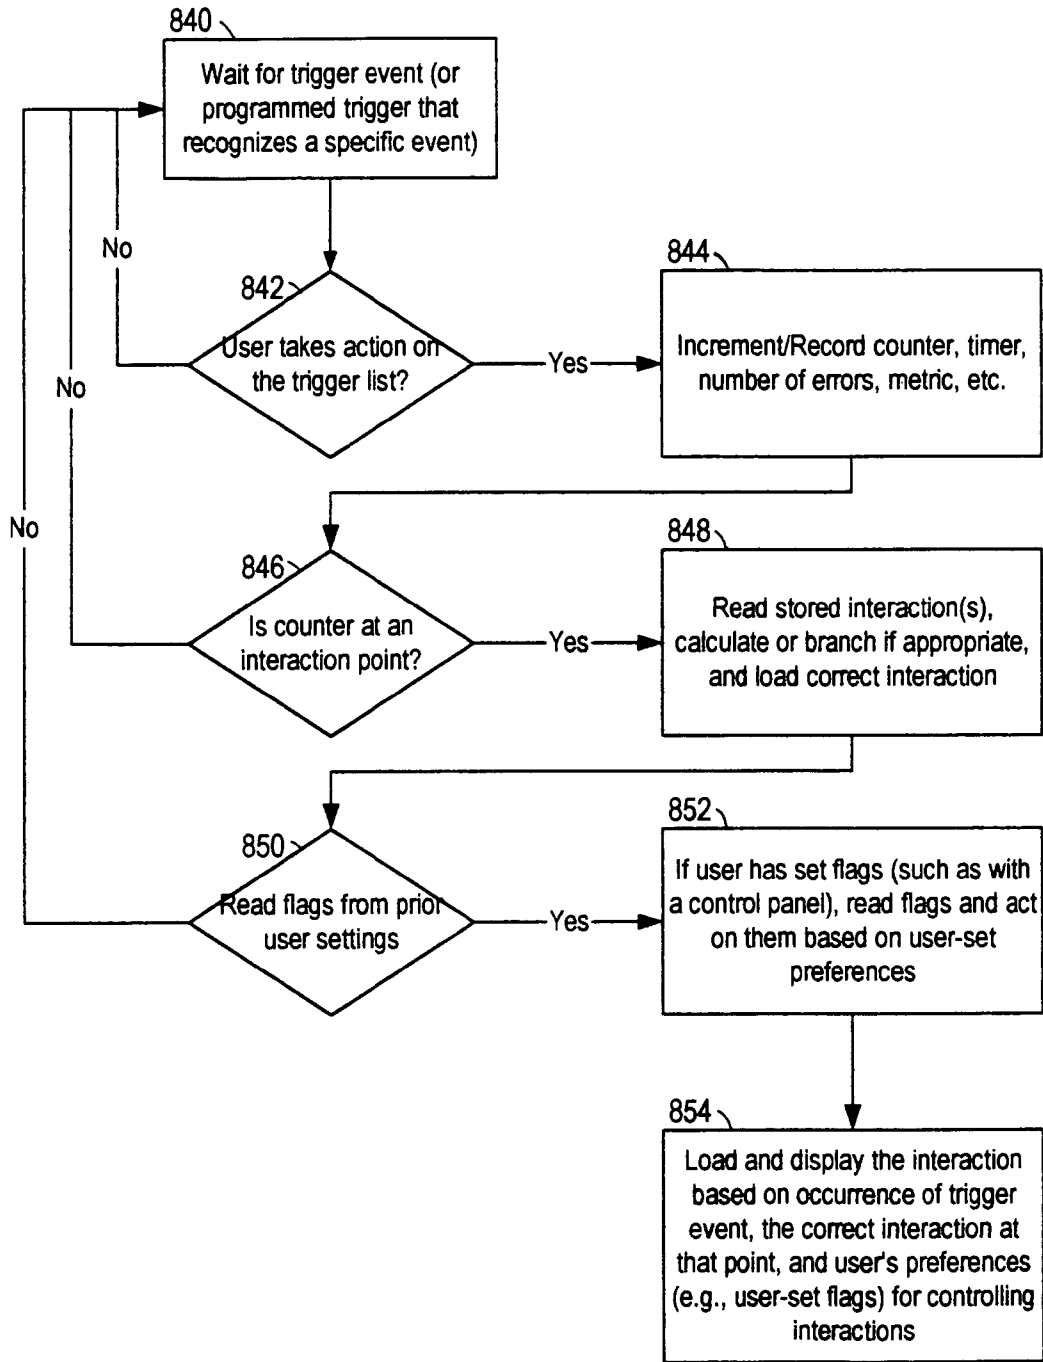 840
Wait for trigger event (or
programmed trigger that
recognizes a specific event)
No
842
User takes action on
the trigger list?
Yes
844
Increment/Record counter, timer,
number of errors, metric, etc.
No
846
Is counter at an
interaction point?
Yes
848
Read stored interaction(s),
calculate or branch if appropriate,
and load correct interaction
No
850
Read flags from prior
user settings
Yes
852
If user has set flags (such as with
a control panel), read flags and act
on them based on user-set
preferences
854
Load and display the interaction
based on occurrence of trigger
event, the correct interaction at
that point, and user's preferences
(e.g., user-set flags) for controlling
interactions